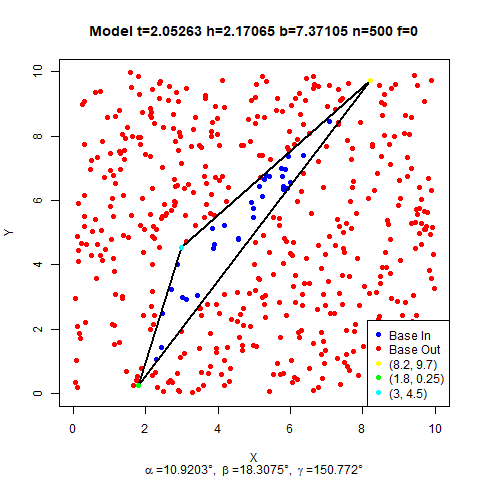 Model t=2.05263 h=2.17065 b=7.37105 n=500 f=0
10
8
6
4
2
0
Y
Base In
Base Out
(8.2, 9.7)
(1.8, 0.25)
(3, 4.5)
0 2 4 6 8 10
X
α=10.9203°, β=18.3075°, γ=150.772°